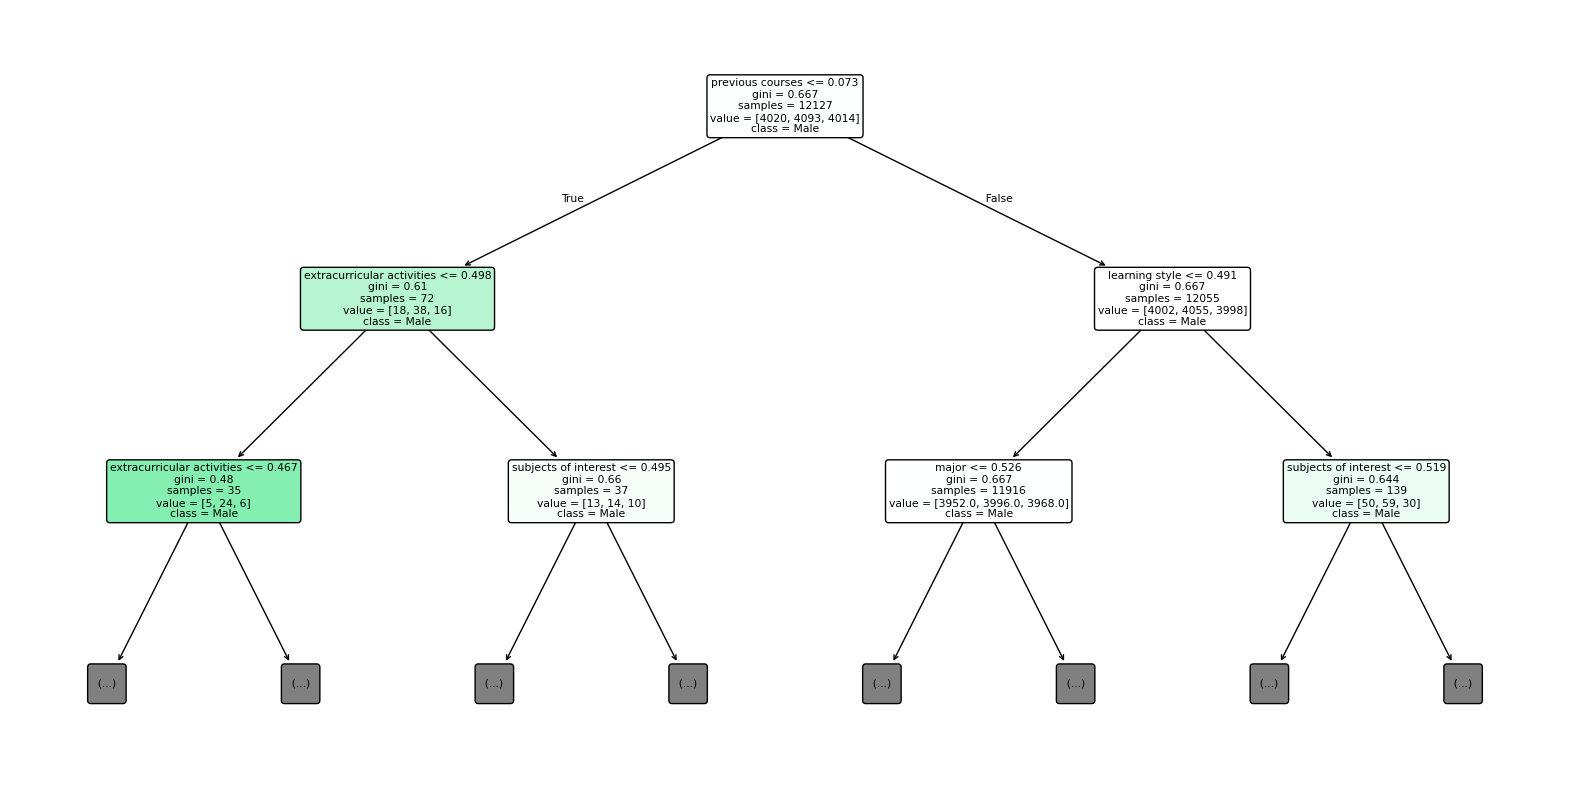 previous courses <= 0.073
gini = 0.667
samples = 12127
value = [4020, 4093, 4014]
class = Male
True
False
extracurricular activities <= 0.498
gini = 0.61
samples = 72
value = [18, 38, 16]
class = Male
learning style <= 0.491
gini = 0.667
samples = 12055
value = [4002, 4055, 3998]
class = Male
extracurricular activities <= 0.467
gini = 0.48
samples = 35
value = [5, 24, 6]
class = Male
subjects of interest <= 0.495
gini = 0.66
samples = 37
value = [13, 14, 10]
class = Male
major <= 0.526
gini = 0.667
samples = 11916
value = [3952.0, 3996.0, 3968.0]
class = Male
subjects of interest <= 0.519
gini = 0.644
samples = 139
value = [50, 59, 30]
class = Male
(...)
(...)
(...)
(...)
(...)
(...)
(...)
(...)